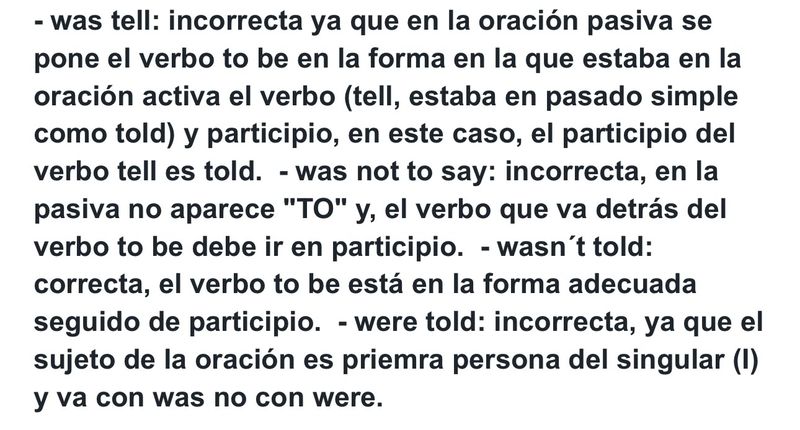 - was tell: incorrecta ya que en la oración pasiva se
pone el verbo to be en la forma en la que estaba en la
oración activa el verbo (tell, estaba en pasado simple
como told) y participio, en este caso, el participio del
verbo tell es told.  - was not to say: incorrecta, en la
pasiva no aparece "TO" y, el verbo que va detrás del
verbo to be debe ir en participio.  - wasn´t told:
correcta, el verbo to be está en la forma adecuada
seguido de participio.  - were told: incorrecta, ya que el
sujeto de la oración es priemra persona del singular (I)
y va con was no con were.